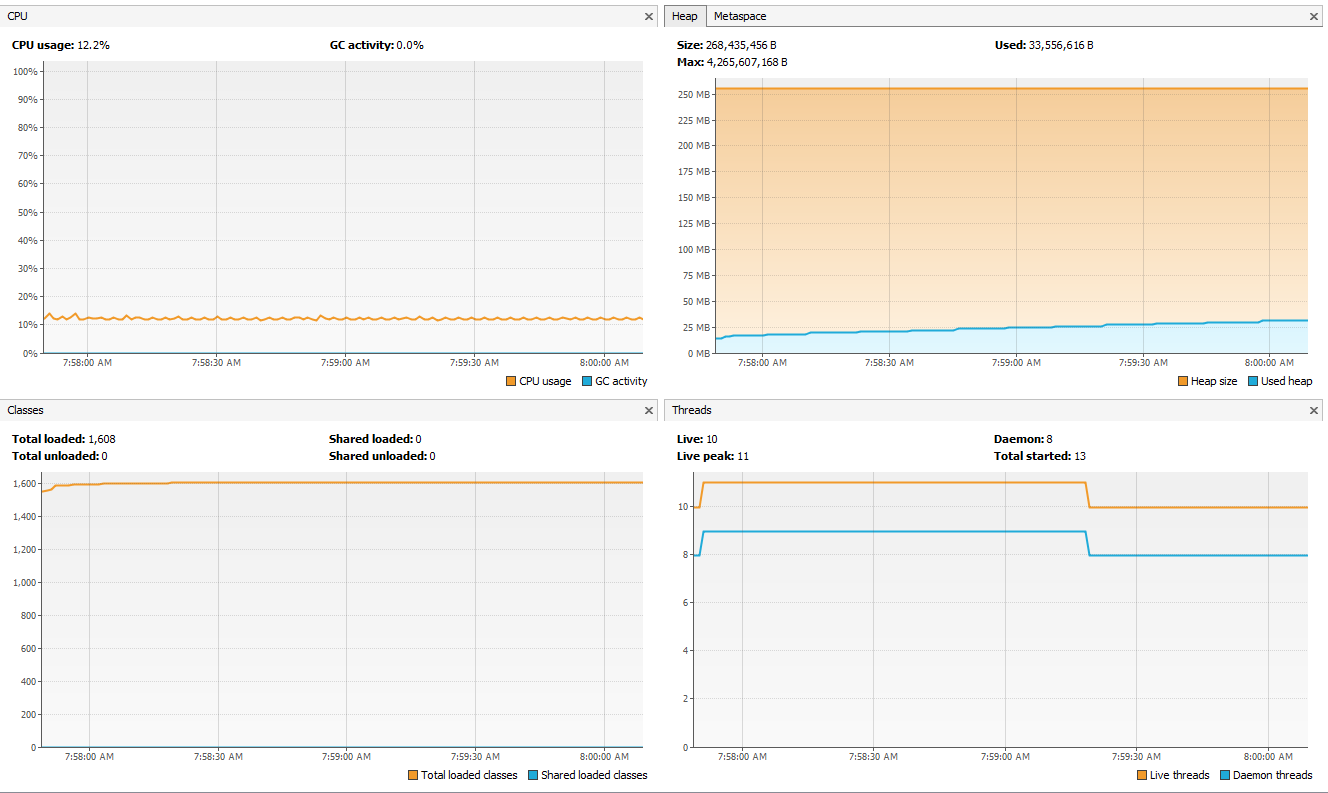 CPU
CPU usage: 12.2% GC activity: 0.0%
100%
90%
80%
70%
60%
50%
40%
30%
20%
10%
0%
7:58:00 AM 7:58:30 AM 7:59:00 AM 7:59:30 AM 8:00:00 AM
CPU usage GC activity
Heap Metaspace
Size: 268,435,456 B Used: 33,556,616 B
Max: 4,265,607,168 B
250 MB
225 MB
200 MB
175 MB
150 MB
125 MB
100 MB
75 MB
50 MB
25 MB
0 MB
7:58:00 AM 7:58:30 AM 7:59:00 AM 7:59:30 AM 8:00:00 AM
Heap size Used heap
Classes
Total loaded: 1,608 Shared loaded: 0
Total unloaded: 0 Shared unloaded: 0
1,600
1,400
1,200
1,000
800
600
400
200
0
7:58:00 AM 7:58:30 AM 7:59:00 AM 7:59:30 AM 8:00:00 AM
Total loaded classes Shared loaded classes
Threads
Live: 10 Daemon: 8
Live peak: 11 Total started: 13
10
8
6
4
2
0
7:58:00 AM 7:58:30 AM 7:59:00 AM 7:59:30 AM 8:00:00 AM
Live threads Daemon threads